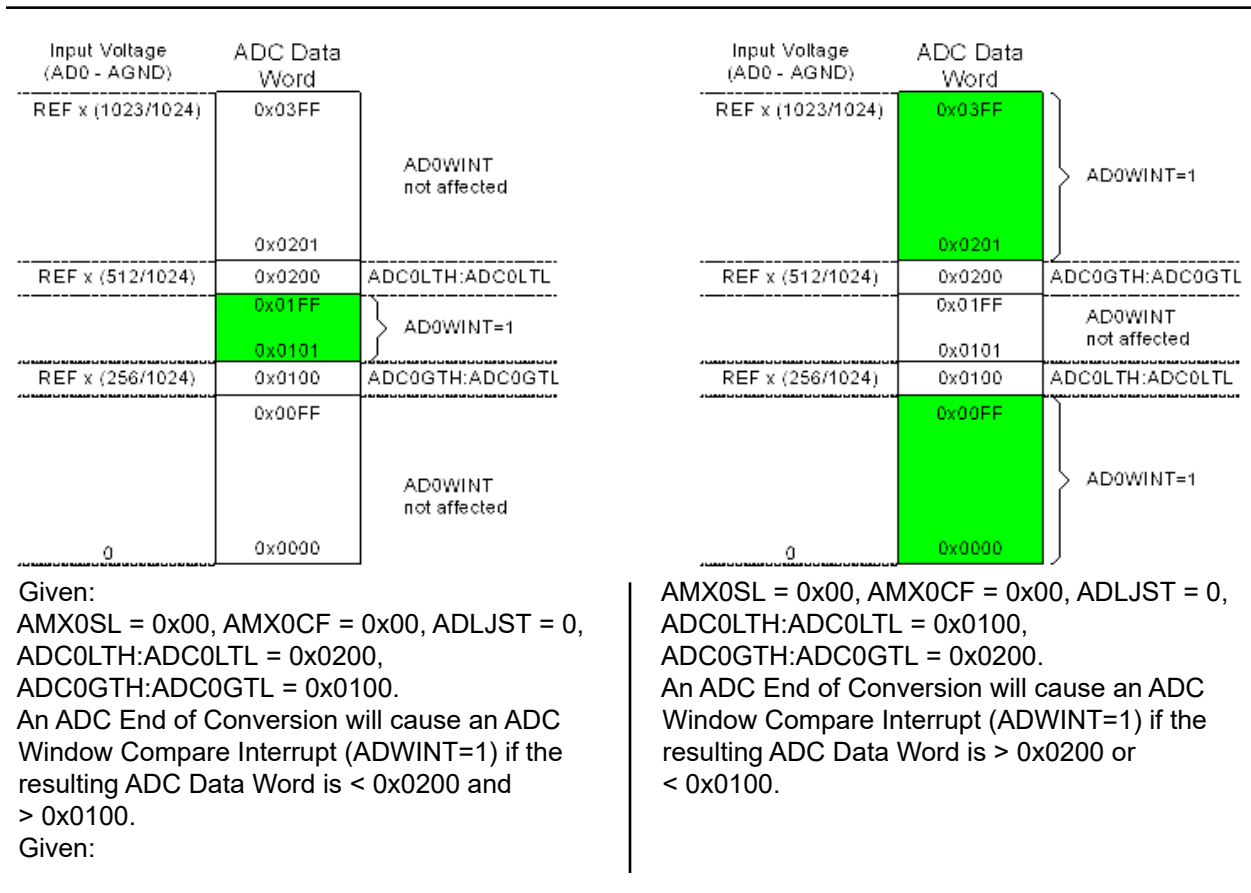 Input Voltage
(AD0 - AGND)
ADC Data
Word
REF x (1023/1024)
0x03FF
AD0WINT
not affected
0x0201
REF x (512/1024)
0x0200
ADC0LTH:ADC0LTL
0x01FF
AD0WINT=1
0x0101
REF x (256/1024)
0x0100
ADC0GTH:ADC0GTL
0x00FF
AD0WINT
not affected
0
0x0000
Given:
AMX0SL = 0x00, AMX0CF = 0x00, ADLJST = 0,
ADC0LTH:ADC0LTL = 0x0200,
ADC0GTH:ADC0GTL = 0x0100.
An ADC End of Conversion will cause an ADC
Window Compare Interrupt (ADWINT=1) if the
resulting ADC Data Word is < 0x0200 and
> 0x0100.
Given:
Input Voltage
(AD0 - AGND)
ADC Data
Word
REF x (1023/1024)
0x03FF
AD0WINT=1
0x0201
REF x (512/1024)
0x0200
ADC0GTH:ADC0GTL
0x01FF
AD0WINT
not affected
0x0101
REF x (256/1024)
0x0100
ADC0LTH:ADC0LTL
0x00FF
AD0WINT=1
0
0x0000
AMX0SL = 0x00, AMX0CF = 0x00, ADLJST = 0,
ADC0LTH:ADC0LTL = 0x0100,
ADC0GTH:ADC0GTL = 0x0200.
An ADC End of Conversion will cause an ADC
Window Compare Interrupt (ADWINT=1) if the
resulting ADC Data Word is > 0x0200 or
< 0x0100.